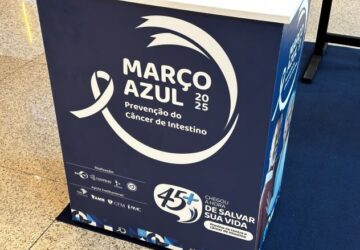 MARÇO
AZUL 2025
Prevenção do
Câncer de Intestino
45+
CHEGOU
A HORA
DE SALVAR
SUA VIDA